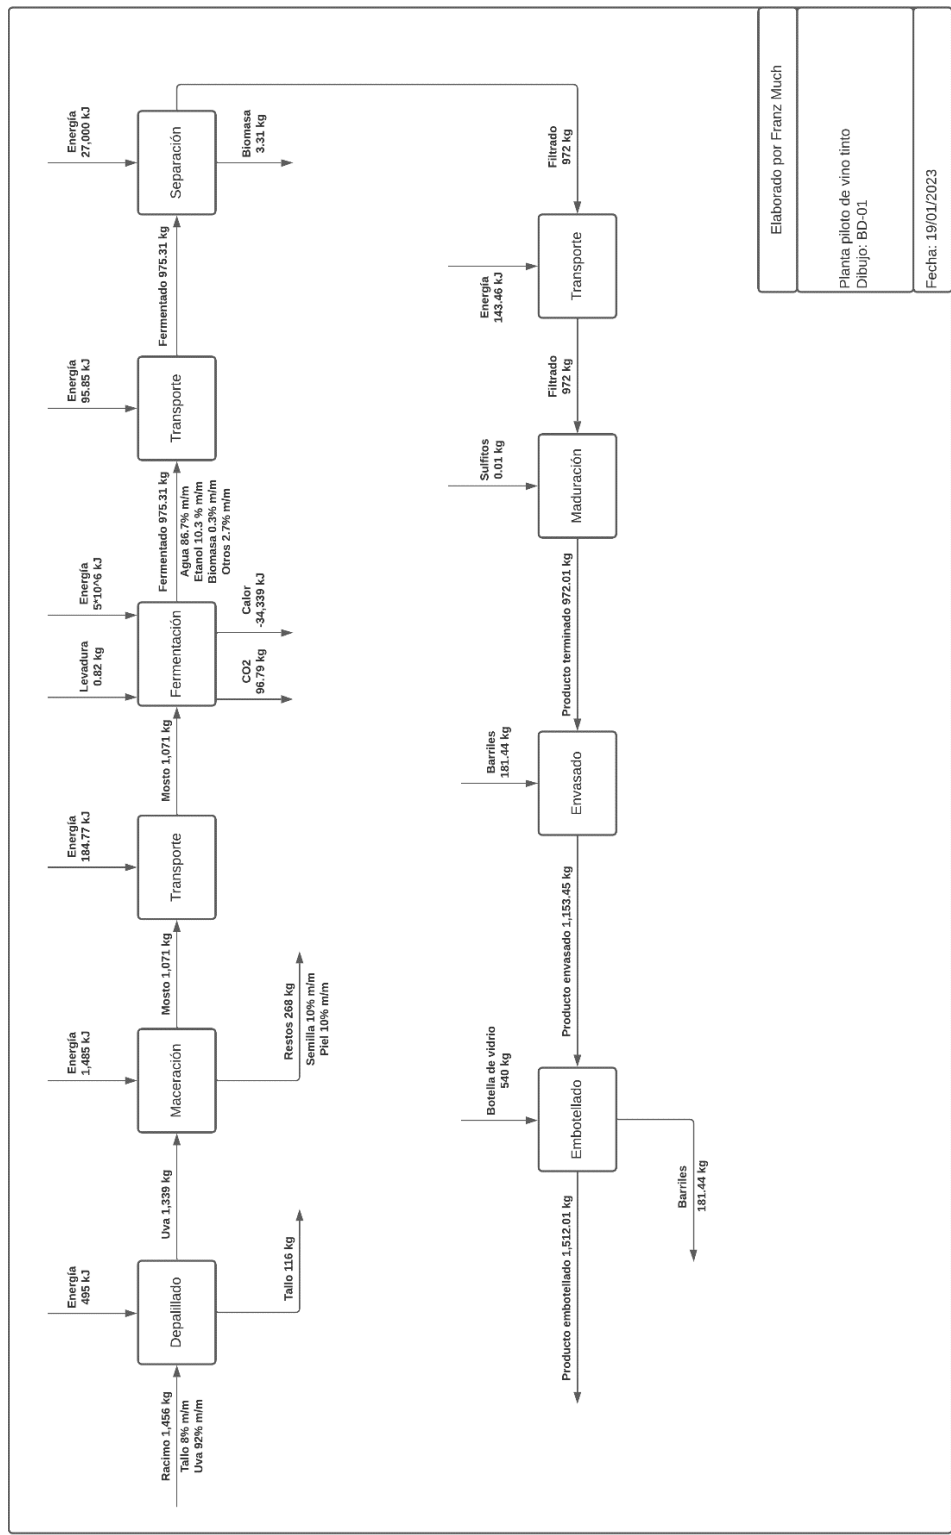 Racimo 1,456 kg
Tallo 8% m/m
Uva 92% m/m
Energía
495 kJ
Depalillado
Tallo 116 kg
Uva 1,339 kg
Energía
1,485 kJ
Maceración
Restos 268 kg
Semilla 10% m/m
Piel 10% m/m
Mosto 1,071 kg
Energía
184.77 kJ
Transporte
Mosto 1,071 kg
Levadura
0.82 kg
Energía
5*10^6 kJ
Fermentación
CO2
96.79 kg
Calor
-34,339 kJ
Fermentado 975.31 kg
Agua 86.7% m/m
Etanol 10.3 % m/m
Biomasa 0.3% m/m
Otros 2.7% m/m
Energía
95.85 kJ
Transporte
Fermentado 975.31 kg
Energía
27,000 kJ
Separación
Biomasa
3.31 kg
Filtrado
972 kg
Energía
143.46 kJ
Transporte
Filtrado
972 kg
Sulfitos
0.01 kg
Maduración
Producto terminado 972.01 kg
Barriles
181.44 kg
Envasado
Producto envasado 1,153.45 kg
Botella de vidrio
540 kg
Embotellado
Barriles
181.44 kg
Producto embotellado 1,512.01 kg
Elaborado por Franz Much
Planta piloto de vino tinto
Dibujo: BD-01
Fecha: 19/01/2023